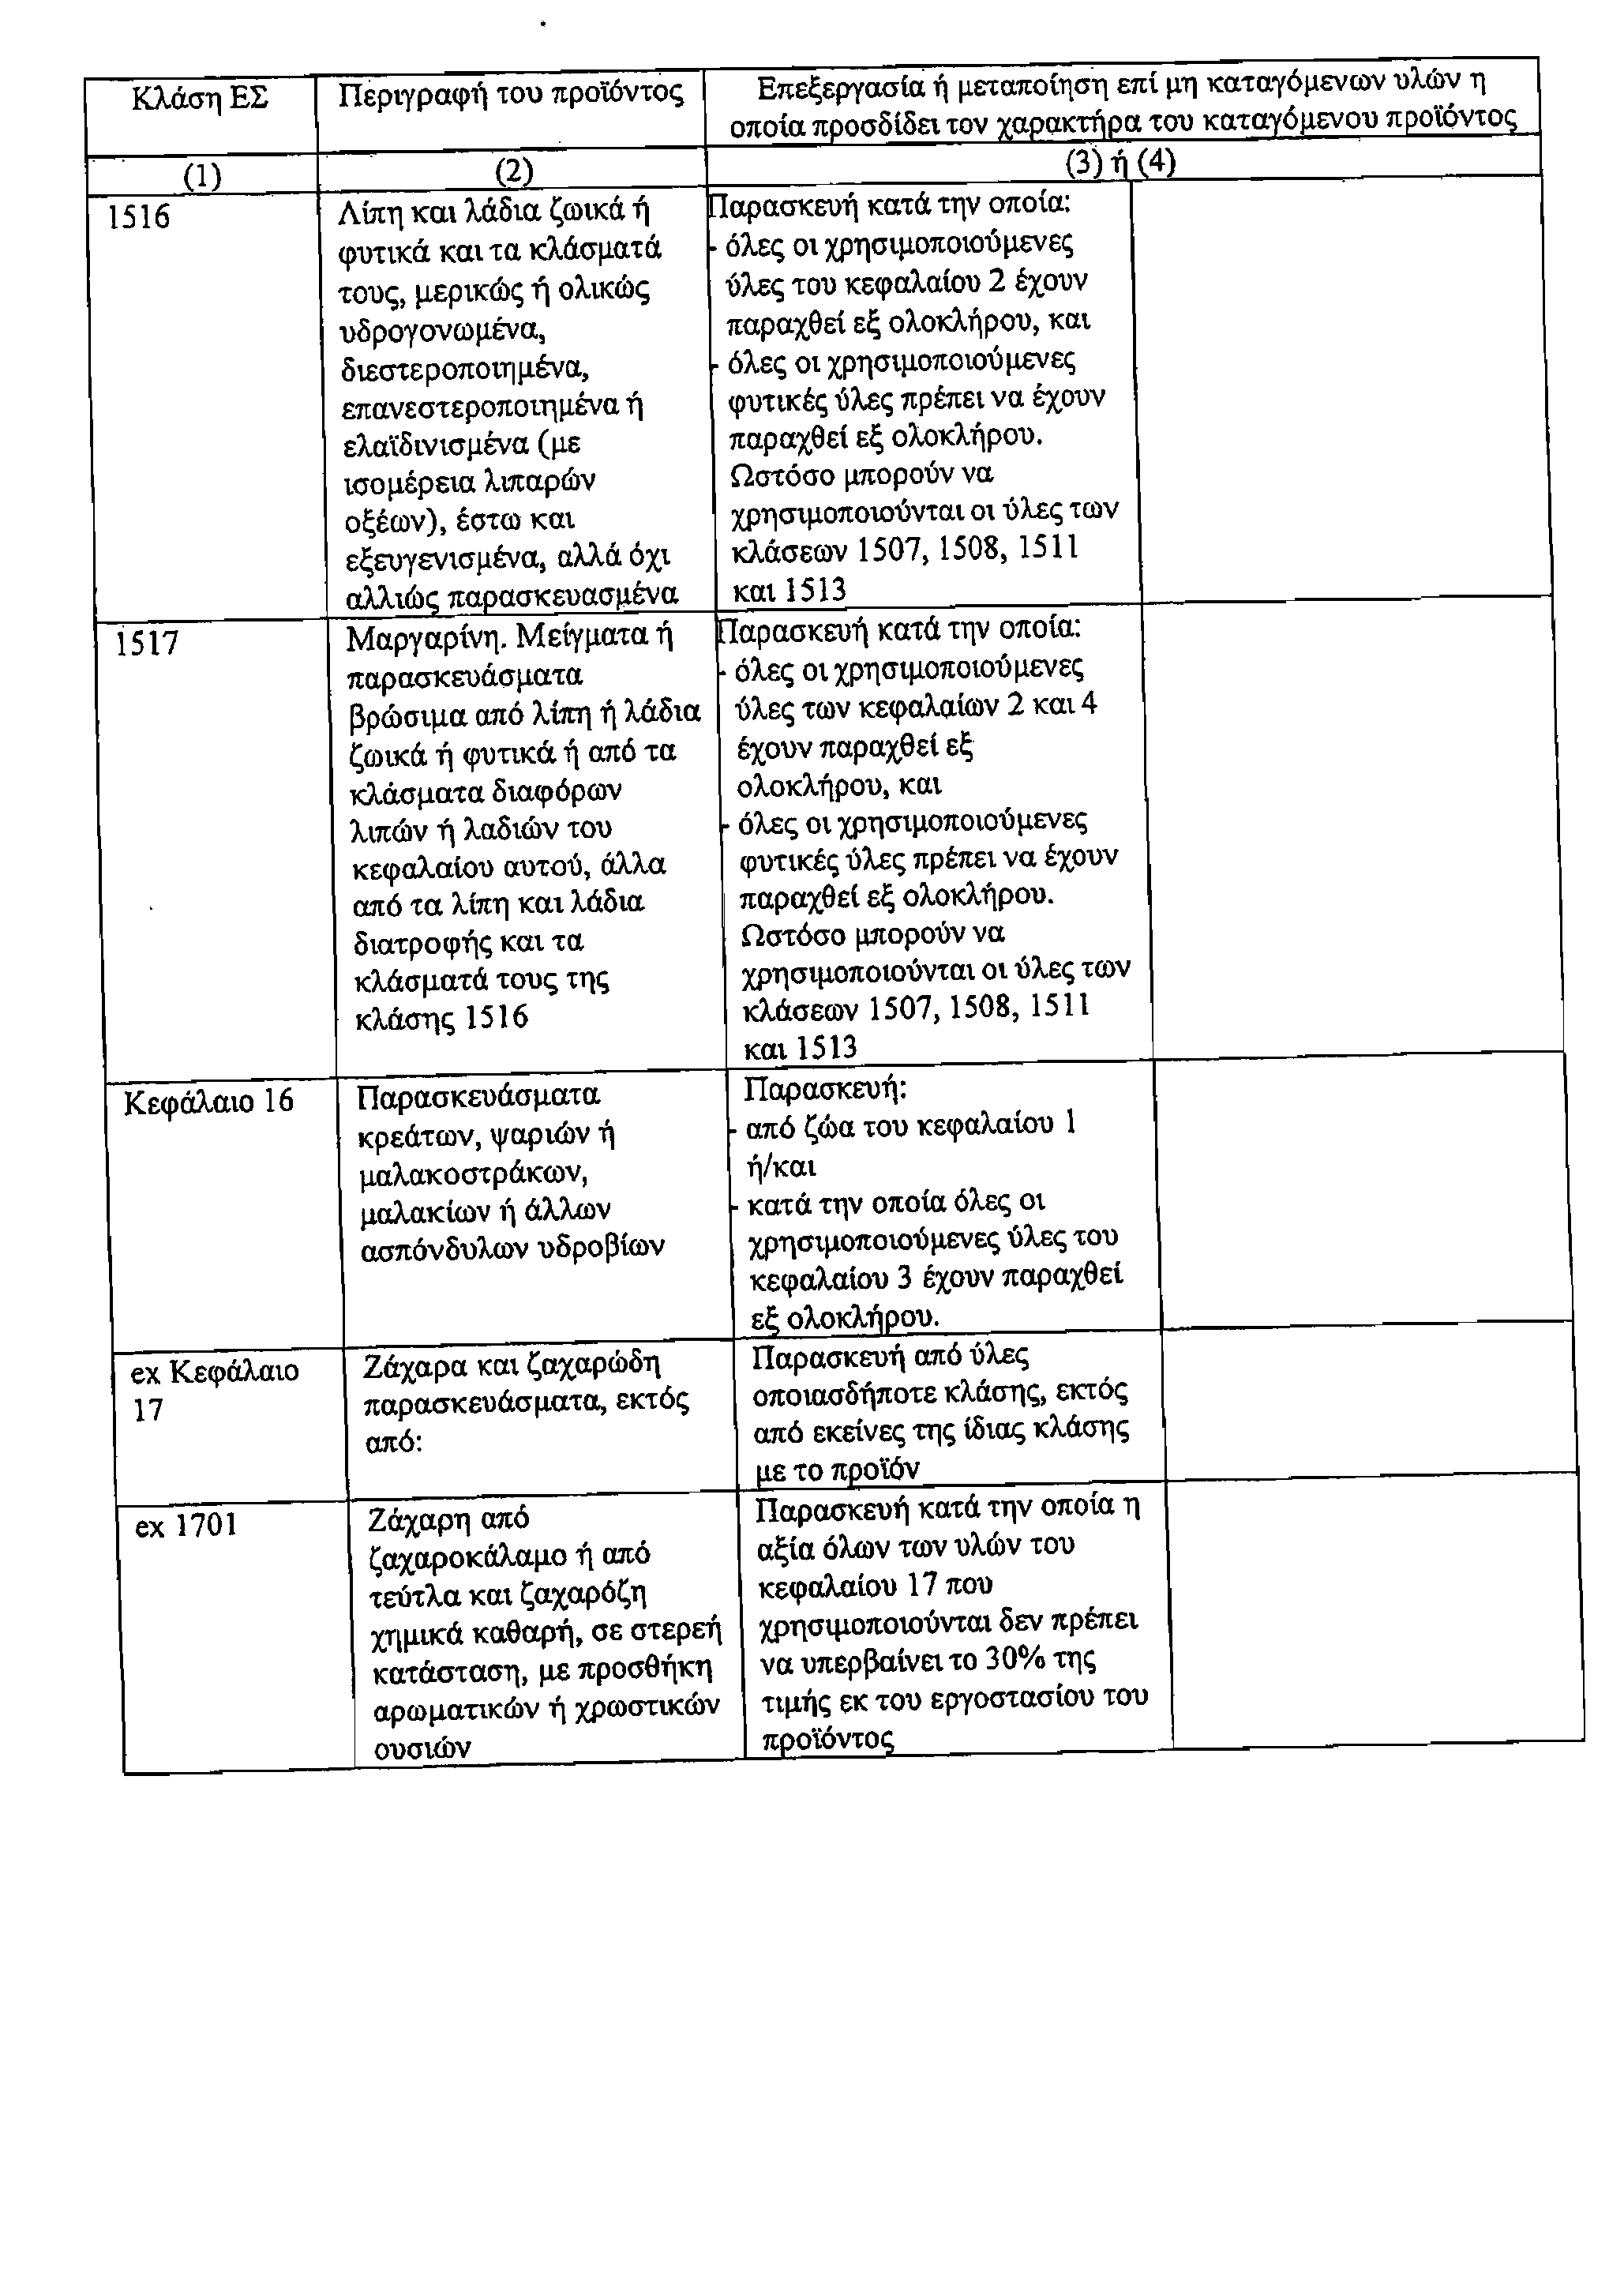 Κλάση ΕΣ
Περιγραφή του προϊόντος
Επεξεργασία ή μεταποίηση επί μη καταγόμενων υλών η
οποία προσδίδει τον χαρακτήρα του καταγόμενου προϊόντος
(1)
(2)
(3) ή (4)
1516
Λίπη και λάδια ζωικά ή
φυτικά και τα κλάσματά
τους, μερικώς ή ολικώς
υδρογονωμένα,
διεστεροποιημένα,
επανεστεροποιημένα ή
ελαϊδινισμένα (με
ισομέρεια λιπαρών
οξέων), έστω και
εξευγενισμένα, αλλά όχι
αλλιώς παρασκευασμένα
Παρασκευή κατά την οποία:
- όλες οι χρησιμοποιούμενες
ύλες του κεφαλαίου 2 έχουν
παραχθεί εξ ολοκλήρου, και
- όλες οι χρησιμοποιούμενες
φυτικές ύλες πρέπει να έχουν
παραχθεί εξ ολοκλήρου.
Ωστόσο μπορούν να
χρησιμοποιούνται οι ύλες των
κλάσεων 1507, 1508, 1511
και 1513
1517
Μαργαρίνη. Μείγματα ή
παρασκευάσματα
βρώσιμα από λίπη ή λάδια
ζωικά ή φυτικά ή από τα
κλάσματα διαφόρων
λιπών ή λαδιών του
κεφαλαίου αυτού, άλλα
από τα λίπη και λάδια
διατροφής και τα
κλάσματά τους της
κλάσης 1516
Παρασκευή κατά την οποία:
- όλες οι χρησιμοποιούμενες
ύλες των κεφαλαίων 2 και 4
έχουν παραχθεί εξ
ολοκλήρου, και
- όλες οι χρησιμοποιούμενες
φυτικές ύλες πρέπει να έχουν
παραχθεί εξ ολοκλήρου.
Ωστόσο μπορούν να
χρησιμοποιούνται οι ύλες των
κλάσεων 1507, 1508, 1511
και 1513
Κεφάλαιο 16
Παρασκευάσματα
κρεάτων, ψαριών ή
μαλακοστράκων,
μαλακίων ή άλλων
ασπόνδυλων υδροβίων
Παρασκευή:
- από ζώα του κεφαλαίου 1
ή/και
- κατά την οποία όλες οι
χρησιμοποιούμενες ύλες του
κεφαλαίου 3 έχουν παραχθεί
εξ ολοκλήρου.
ex Κεφάλαιο
17
Ζάχαρα και ζαχαρώδη
παρασκευάσματα, εκτός
από:
Παρασκευή από ύλες
οποιασδήποτε κλάσης, εκτός
από εκείνες της ίδιας κλάσης
με το προϊόν
ex 1701
Ζάχαρη από
ζαχαροκάλαμο ή από
τεύτλα και ζαχαρόζη
χημικά καθαρή, σε στερεή
κατάσταση, με προσθήκη
αρωματικών ή χρωστικών
ουσιών
Παρασκευή κατά την οποία η
αξία όλων των υλών του
κεφαλαίου 17 που
χρησιμοποιούνται δεν πρέπει
να υπερβαίνει το 30% της
τιμής εκ του εργοστασίου του
προϊόντος